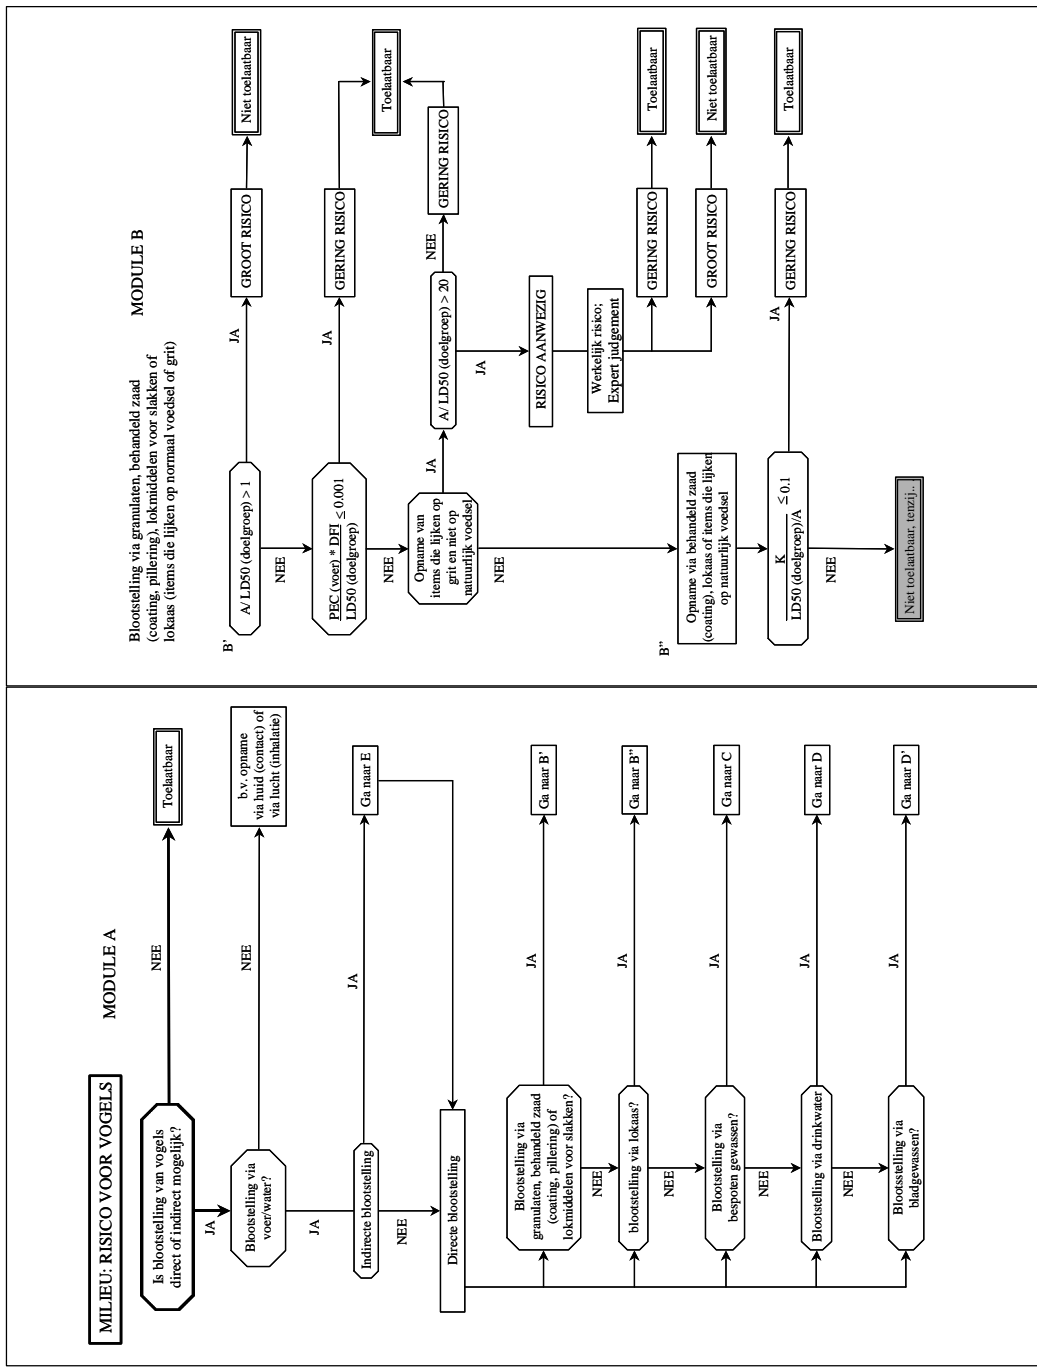 MILIEU: RISICO VOOR VOGELS
MODULE A
Is blootstelling van vogels
direct of indirect mogelijk?
NEE
Toelaatbaar
JA
Blootstelling via
voer/water?
NEE
b.v. opname
via huid (contact) of
via lucht (inhalatie)
JA
Indirecte blootstelling
JA
Ga naar E
NEE
Directe blootstelling
Blootstelling via
granulaten, behandeld zaad
(coating, pillering) of
lokmiddelen voor slakken?
JA
Ga naar B'
NEE
blootstelling via lokaas?
JA
Ga naar B"
NEE
Blootstelling via
bespoten gewassen?
JA
Ga naar C
NEE
Blootstelling via drinkwater
JA
Ga naar D
NEE
Blootsstelling via
bladgewassen?
JA
Ga naar D'
MODULE B
Blootstelling via granulaten, behandeld zaad
(coating, pillering), lokmiddelen voor slakken of
lokaas (items die lijken op normaal voedsel of grit)
B'
A/ LD50 (doelgroep) > 1
JA
GROOT RISICO
Niet toelaatbaar
NEE
PEC (voer) * DFI
LD50 (doelgroep)
≤ 0.001
JA
GERING RISICO
Toelaatbaar
NEE
Opname van
items die lijken op
grit en niet op
natuurlijk voedsel
JA
A/ LD50 (doelgroep) > 20
NEE
GERING RISICO
JA
RISICO AANWEZIG
Werkelijk risico;
Expert judgement
GERING RISICO
Toelaatbaar
GROOT RISICO
Niet toelaatbaar
NEE
B"
Opname via behandeld zaad
(coating), lokaas of items die lijken
op natuurlijk voedsel
K
LD50 (doelgroep)/A
≤ 0.1
JA
GERING RISICO
Toelaatbaar
NEE
Niet toelaatbaar, tenzij..